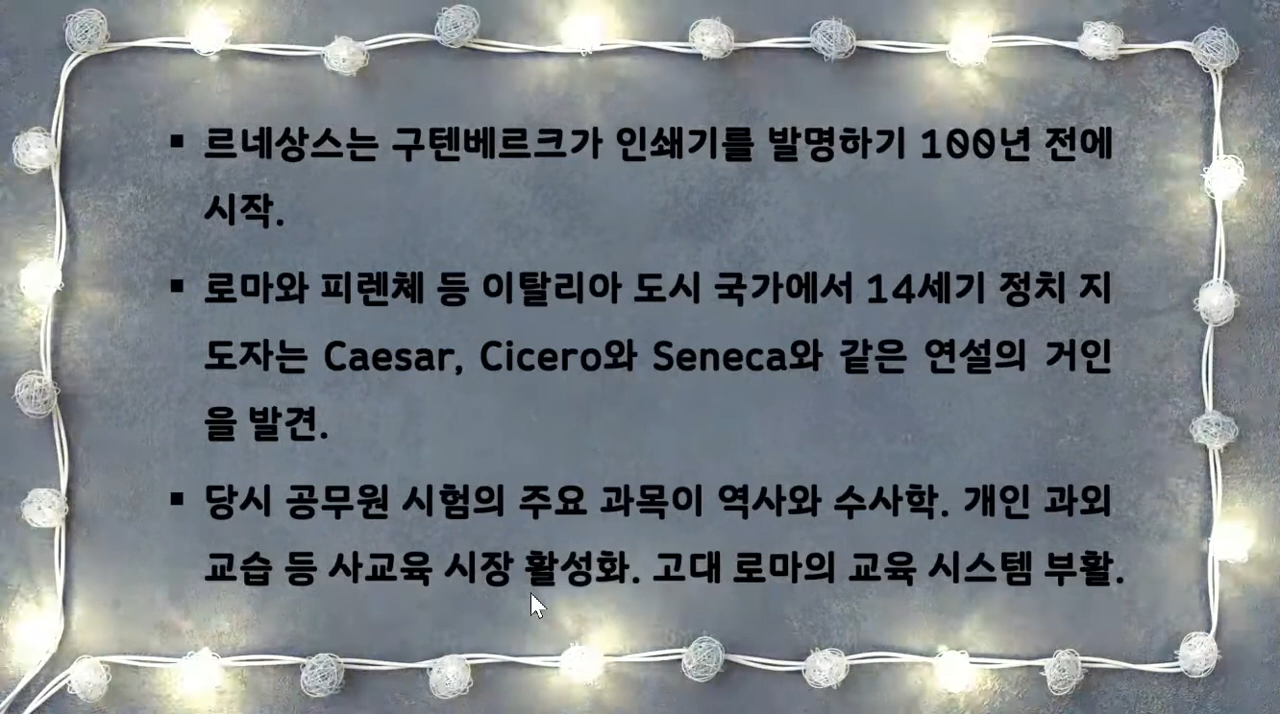 ▪ 르네상스는 구텐베르크가 인쇄기를 발명하기 100년 전에
시작.
▪ 로마와 피렌체 등 이탈리아 도시 국가에서 14세기 정치 지
도자는 Caesar, Cicero와 Seneca와 같은 연설의 거인
을 발견.
▪ 당시 공무원 시험의 주요 과목이 역사와 수사학. 개인 과외
교습 등 사교육 시장 활성화. 고대 로마의 교육 시스템 부활.